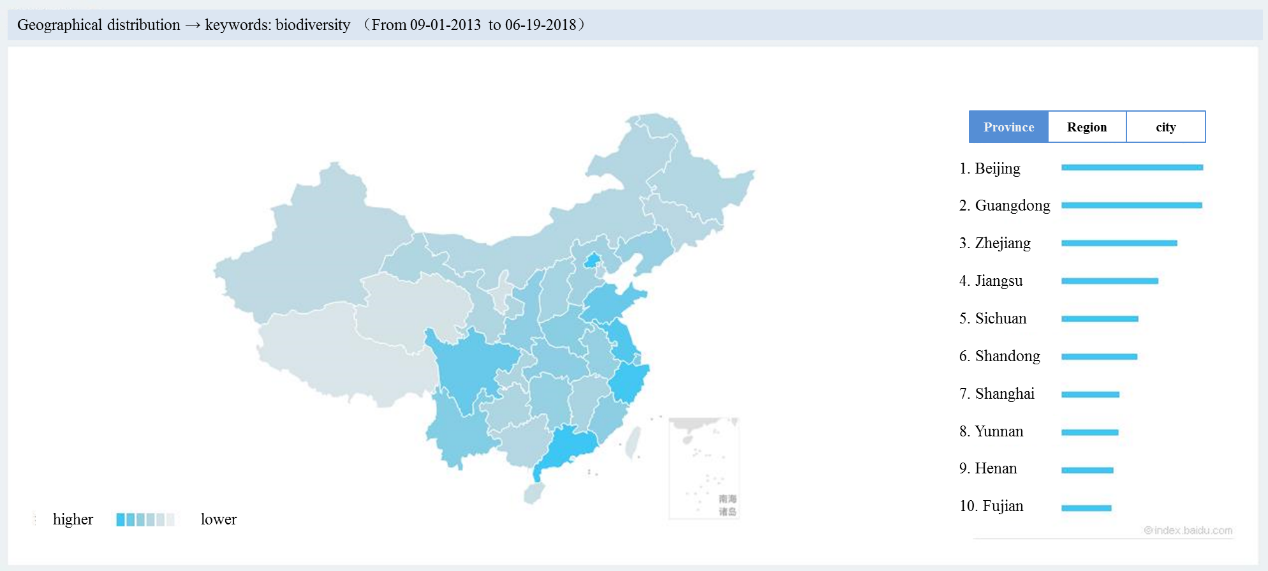 Geographical distribution → keywords: biodiversity （From 09-01-2013 to 06-19-2018）
Province Region city
1. Beijing
2. Guangdong
3. Zhejiang
4. Jiangsu
5. Sichuan
6. Shandong
7. Shanghai
8. Yunnan
9. Henan
10. Fujian
南海
诸岛
higher lower
©index.baidu.com